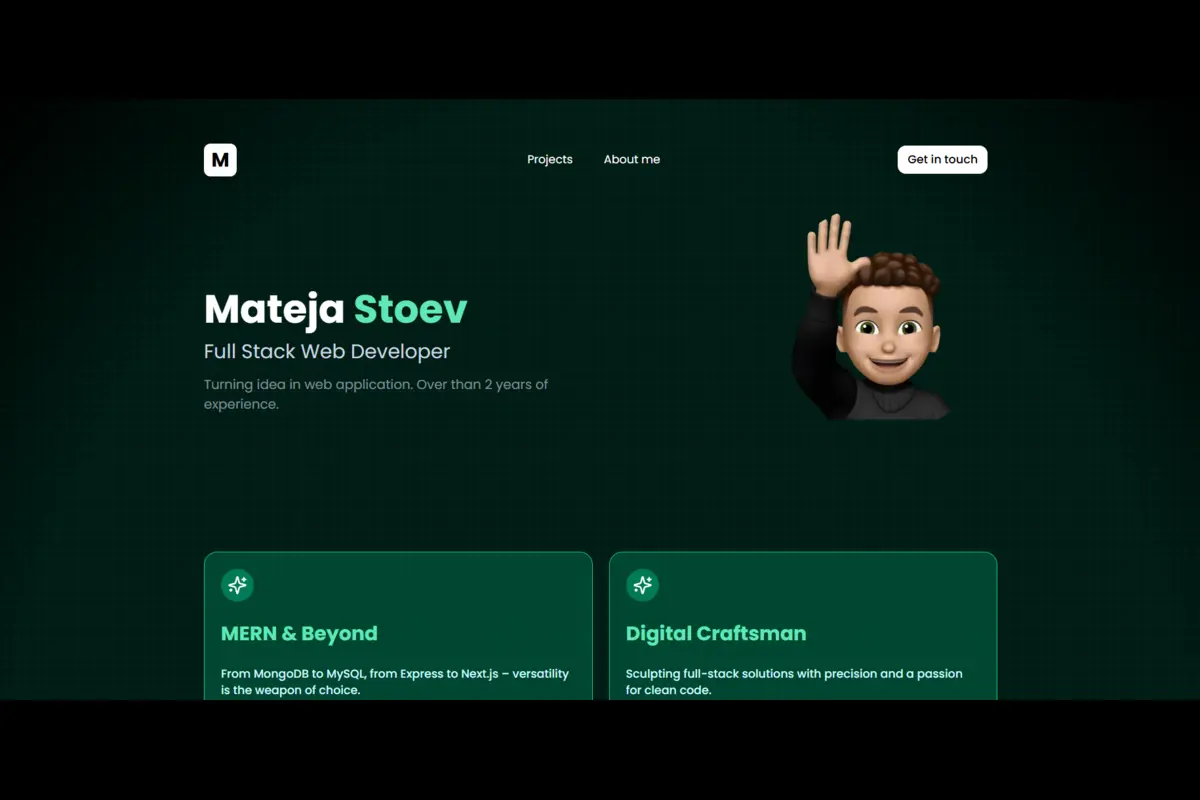 M
Projects
About me
Get in touch
Mateja Stoev
Full Stack Web Developer
Turning idea in web application. Over than 2 years of
experience.
MERN & Beyond
From MongoDB to MySQL, from Express to Next.js – versatility
is the weapon of choice.
Digital Craftsman
Sculpting full-stack solutions with precision and a passion
for clean code.